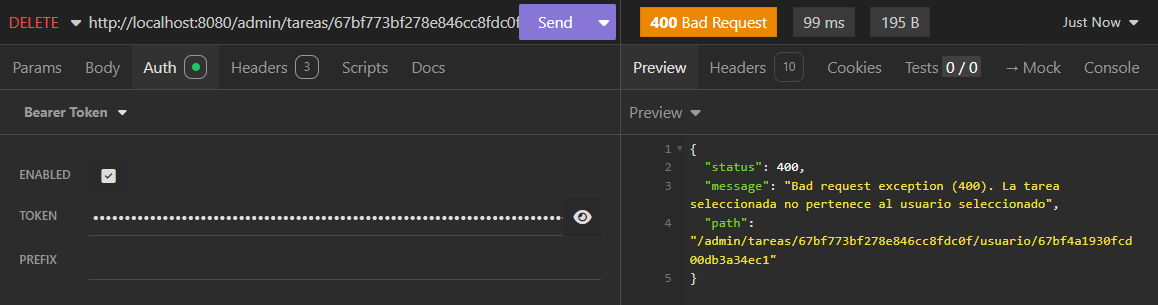 DELETE http://localhost:8080/admin/tareas/67bf773bf278e846cc8fdc0f Send
Params Body Auth Headers 3 Scripts Docs
Bearer Token
ENABLED
TOKEN
PREFIX
400 Bad Request 99 ms 195 B Just Now
Preview Headers 10 Cookies Tests 0 / 0 → Mock Console
Preview
1 {
2 "status": 400,
3 "message": "Bad request exception (400). La tarea
seleccionada no pertenece al usuario seleccionado",
4 "path":
"/admin/tareas/67bf773bf278e846cc8fdc0f/usuario/67bf4a1930fcd
00db3a34ec1"
5 }